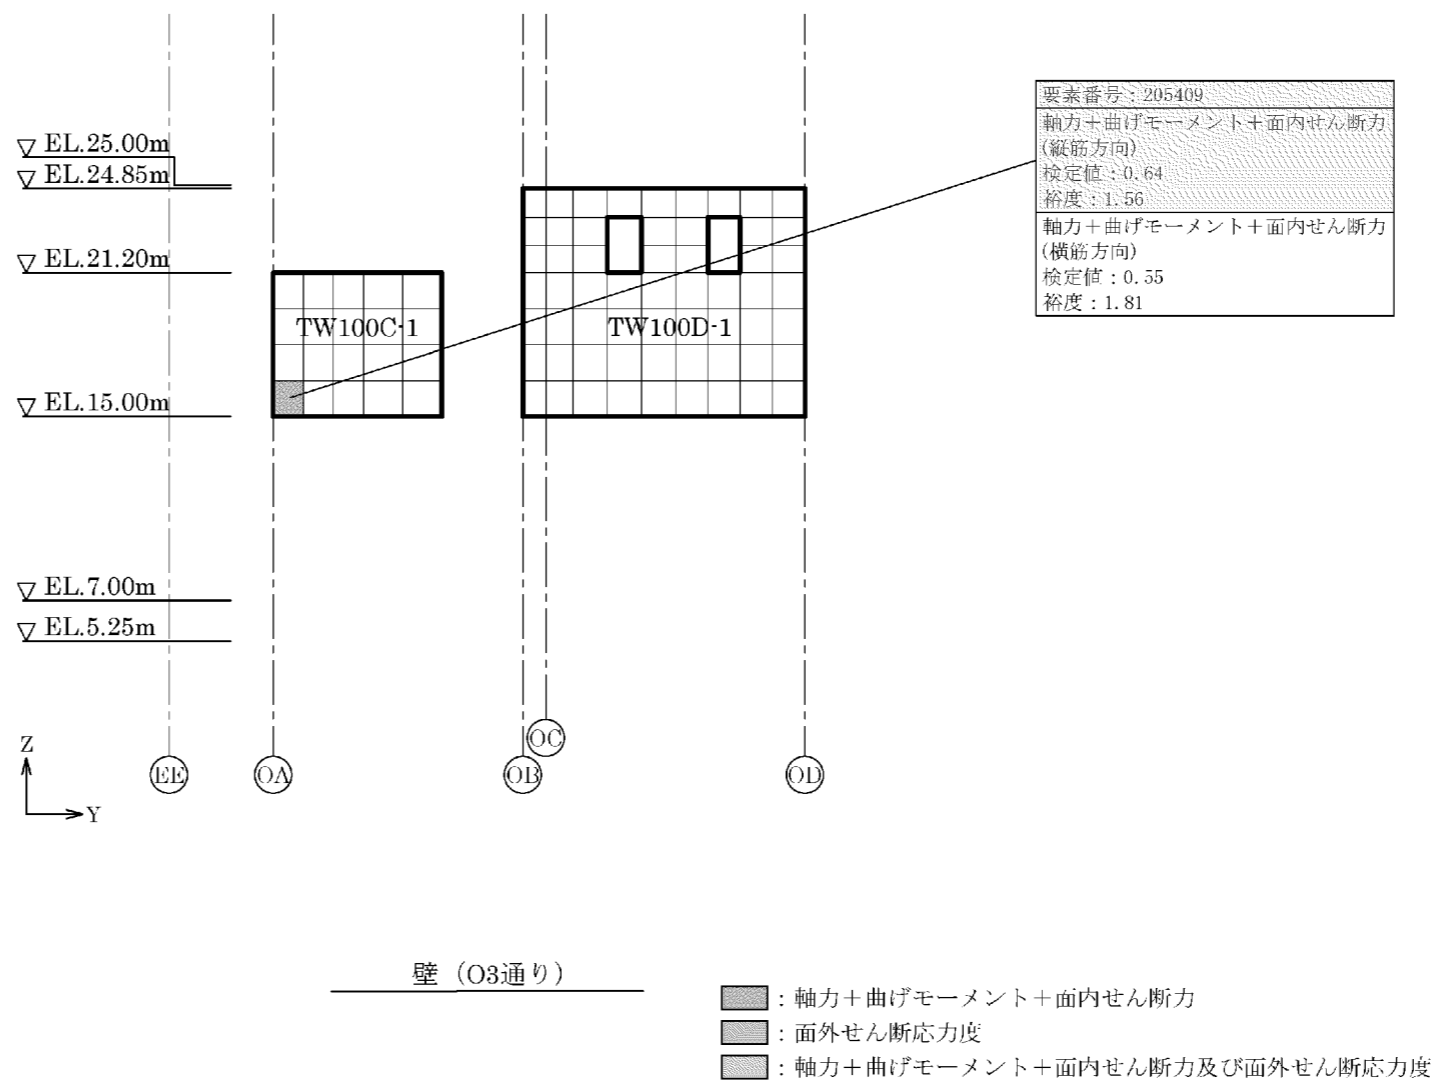 要素番号：205409
軸力＋曲げモーメント＋面内せん断力
(縦筋方向)
検定値：0.64
裕度：1.56
軸力＋曲げモーメント＋面内せん断力
(横筋方向)
検定値：0.55
裕度：1.81
EL.25.00m
EL.24.85m
EL.21.20m
TW100C-1
TW100D-1
EL.15.00m
EL.7.00m
EL.5.25m
Z
Y
EE
OA
OB
OC
OD
壁（O3通り）
：軸力＋曲げモーメント＋面内せん断力
：面外せん断応力度
：軸力＋曲げモーメント＋面内せん断力及び面外せん断応力度